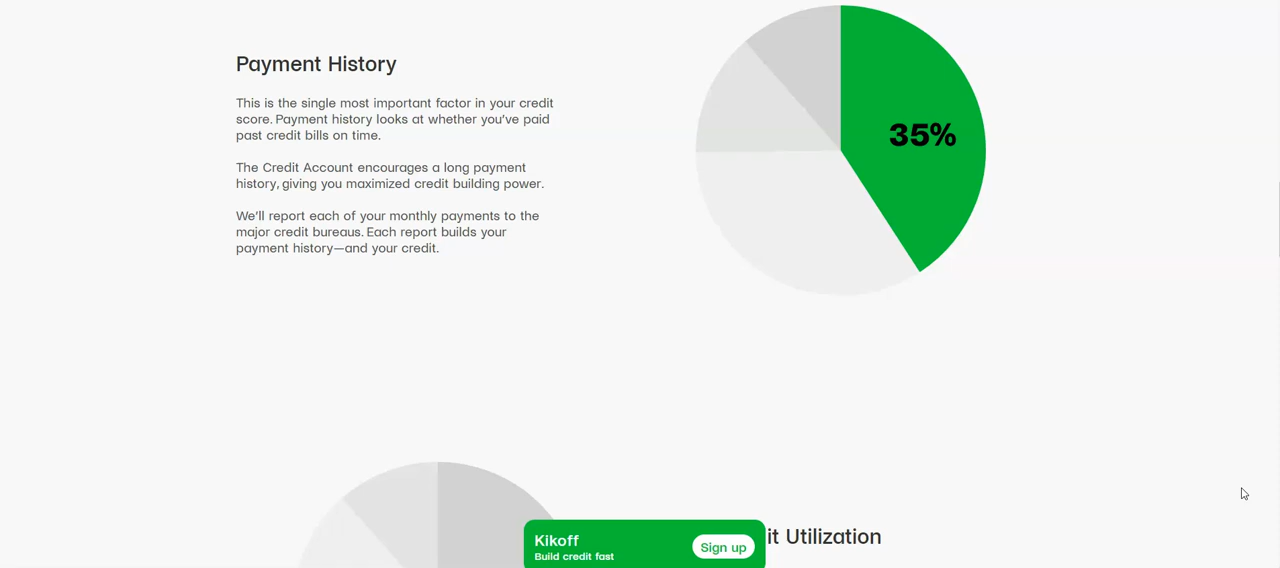 Payment History
This is the single most important factor in your credit
score. Payment history looks at whether you've paid
past credit bills on time.
The Credit Account encourages a long payment
history, giving you maximized credit building power.
We'll report each of your monthly payments to the
major credit bureaus. Each report builds your
payment history—and your credit.
35%
it Utilization
Kikoff
Build credit fast
Sign up